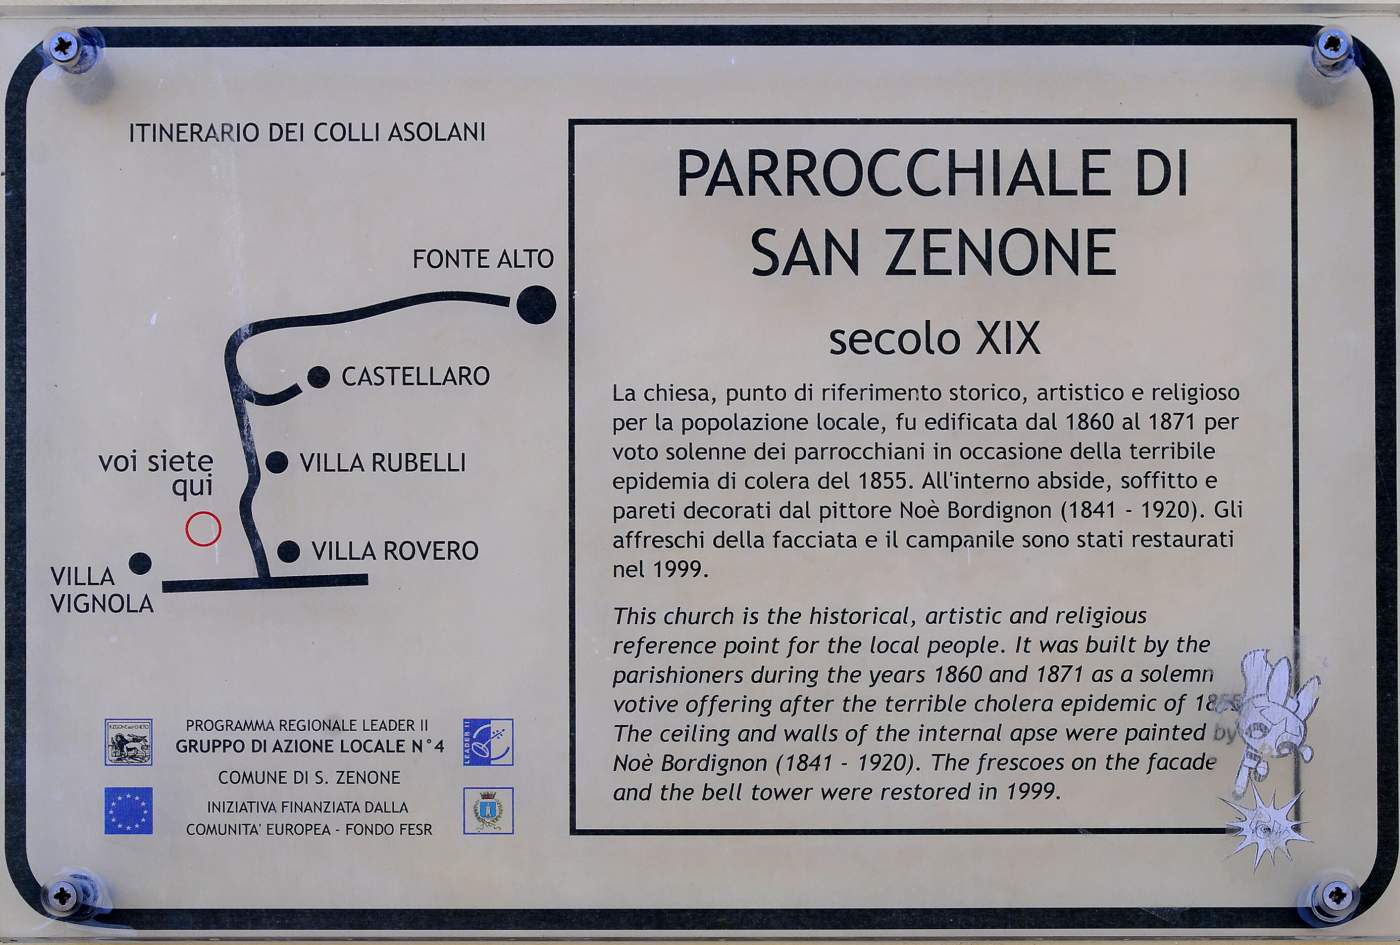 ITINERARIO DEI COLLI ASOLANI
FONTE ALTO
CASTELLARO
VILLA RUBELLI
voi siete
qui
VILLA ROVERO
VILLA
VIGNOLA
PROGRAMMA REGIONALE LEADER II
GRUPPO DI AZIONE LOCALE N°4
COMUNE DI S. ZENONE
INIZIATIVA FINANZIATA DALLA
COMUNITA' EUROPEA - FONDO FESR
LEADER II
PARROCCHIALE DI
SAN ZENONE
secolo XIX
La chiesa, punto di riferimento storico, artistico e religioso
per la popolazione locale, fu edificata dal 1860 al 1871 per
voto solenne dei parrocchiani in occasione della terribile
epidemia di colera del 1855. All'interno abside, soffitto e
pareti decorati dal pittore Noè Bordignon (1841 - 1920). Gli
affreschi della facciata e il campanile sono stati restaurati
nel 1999.
This church is the historical, artistic and religious
reference point for the local people. It was built by the
parishioners during the years 1860 and 1871 as a solemn
votive offering after the terrible cholera epidemic of 1855
The ceiling and walls of the internal apse were painted by
Noè Bordignon (1841 - 1920). The frescoes on the facade
and the bell tower were restored in 1999.